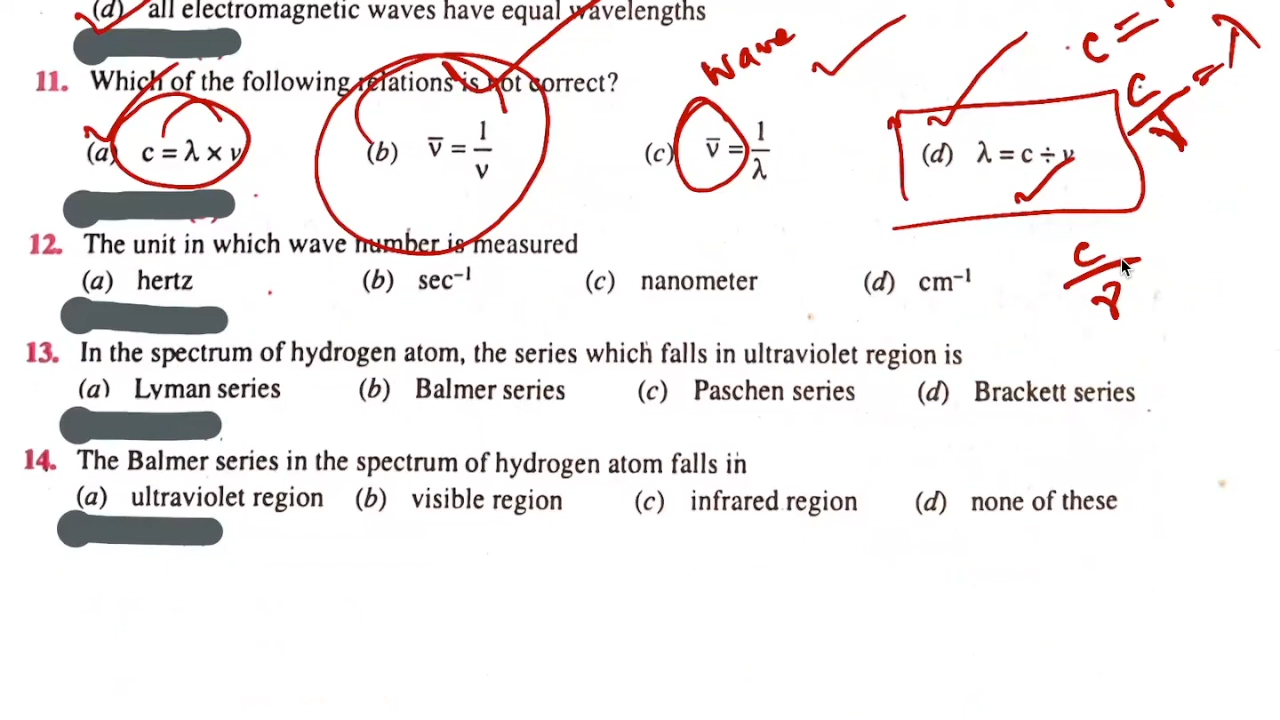 (d) all electromagnetic waves have equal wavelengths
11. Which of the following relations is not correct? wave c =
(a) c = λ × ν (b) ν̅ = 1/ν (c) ν̅ = 1/λ (d) λ = c ÷ ν c/ν = λ
12. The unit in which wave number is measured
(a) hertz (b) sec⁻¹ (c) nanometer (d) cm⁻¹ c/ν
13. In the spectrum of hydrogen atom, the series which falls in ultraviolet region is
(a) Lyman series (b) Balmer series (c) Paschen series (d) Brackett series
14. The Balmer series in the spectrum of hydrogen atom falls in
(a) ultraviolet region (b) visible region (c) infrared region (d) none of these